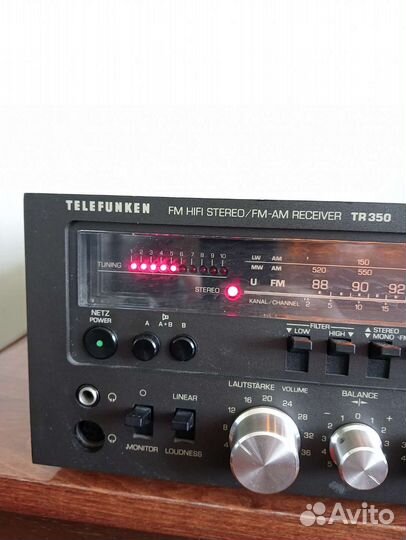 TELEFUNKEN FM HIFI STEREO/FM-AM RECEIVER TR 350
1 2 3 4 5 6 7 8 9 10
TUNING
LW AM 150
MW AM 520 550
STEREO U FM 88 90 92
KANAL/CHANNEL 2 5 10 15
NETZ
POWER
A A+B B
FILTER
LOW HIGH
STEREO
MONO
LAUTSTÄRKE VOLUME
BALANCE
O LINEAR
MONITOR LOUDNESS
12 16 20 24 28 32 36
1 0 1
Avito